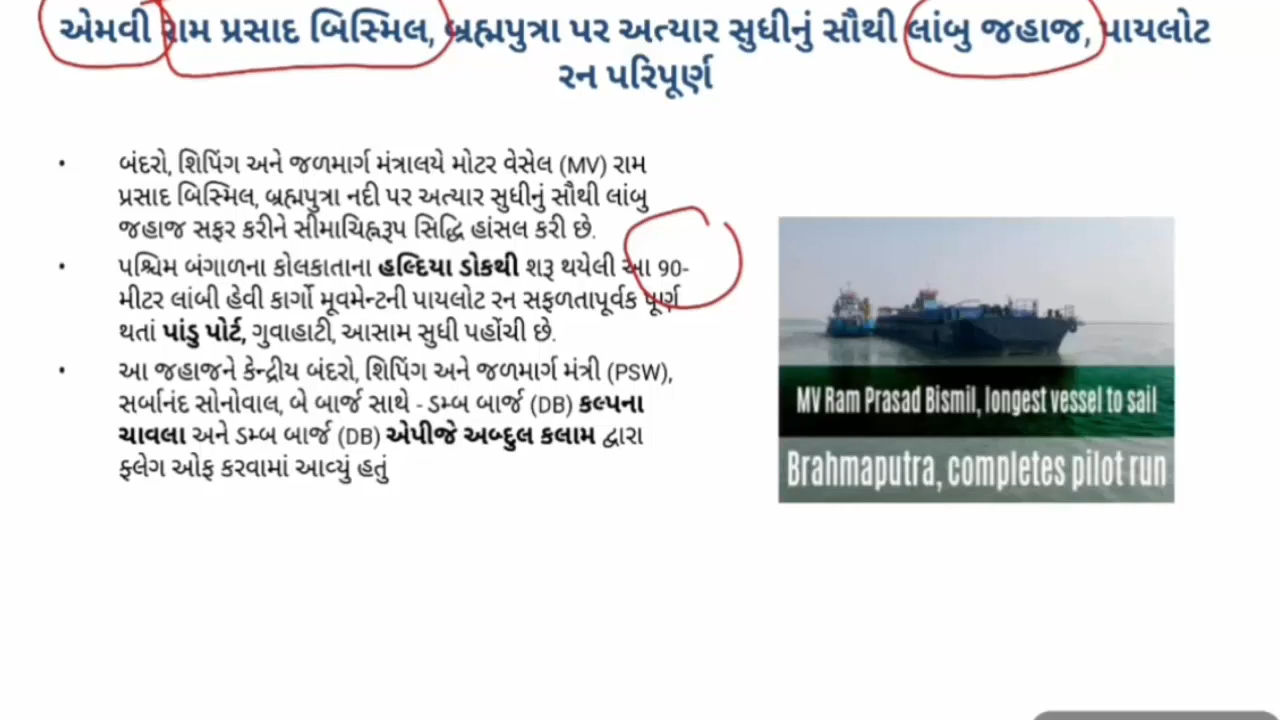 એમવી રામ પ્રસાદ બિસ્મિલ, બ્રહ્મપુત્રા પર અત્યાર સુધીનું સૌથી લાંબુ જહાજ, પાયલોટ
રન પરિપૂર્ણ
• બંદરો, શિપિંગ અને જળમાર્ગ મંત્રાલયે મોટર વેસેલ (MV) રામ
પ્રસાદ બિસ્મિલ, બ્રહ્મપુત્રા નદી પર અત્યાર સુધીનું સૌથી લાંબુ
જહાજ સફર કરીને સીમાચિહ્નરૂપ સિદ્ધિ હાંસલ કરી છે.
• પશ્ચિમ બંગાળના કોલકાતાના હલ્દિયા ડોકથી શરૂ થયેલી આ 90-
મીટર લાંબી હેવી કાર્ગો મૂવમેન્ટની પાયલોટ રન સફળતાપૂર્વક પૂર્ણ
થતાં પાંડુ પોર્ટ, ગુવાહાટી, આસામ સુધી પહોંચી છે.
• આ જહાજને કેન્દ્રીય બંદરો, શિપિંગ અને જળમાર્ગ મંત્રી (PSW),
સર્બાનંદ સોનોવાલ, બે બાર્જ સાથે - ડમ્બ બાર્જ (DB) કલ્પના
ચાવલા અને ડમ્બ બાર્જ (DB) એપીજે અબ્દુલ કલામ દ્વારા
ફ્લેગ ઓફ કરવામાં આવ્યું હતું
MV Ram Prasad Bismil, longest vessel to sail
Brahmaputra, completes pilot run